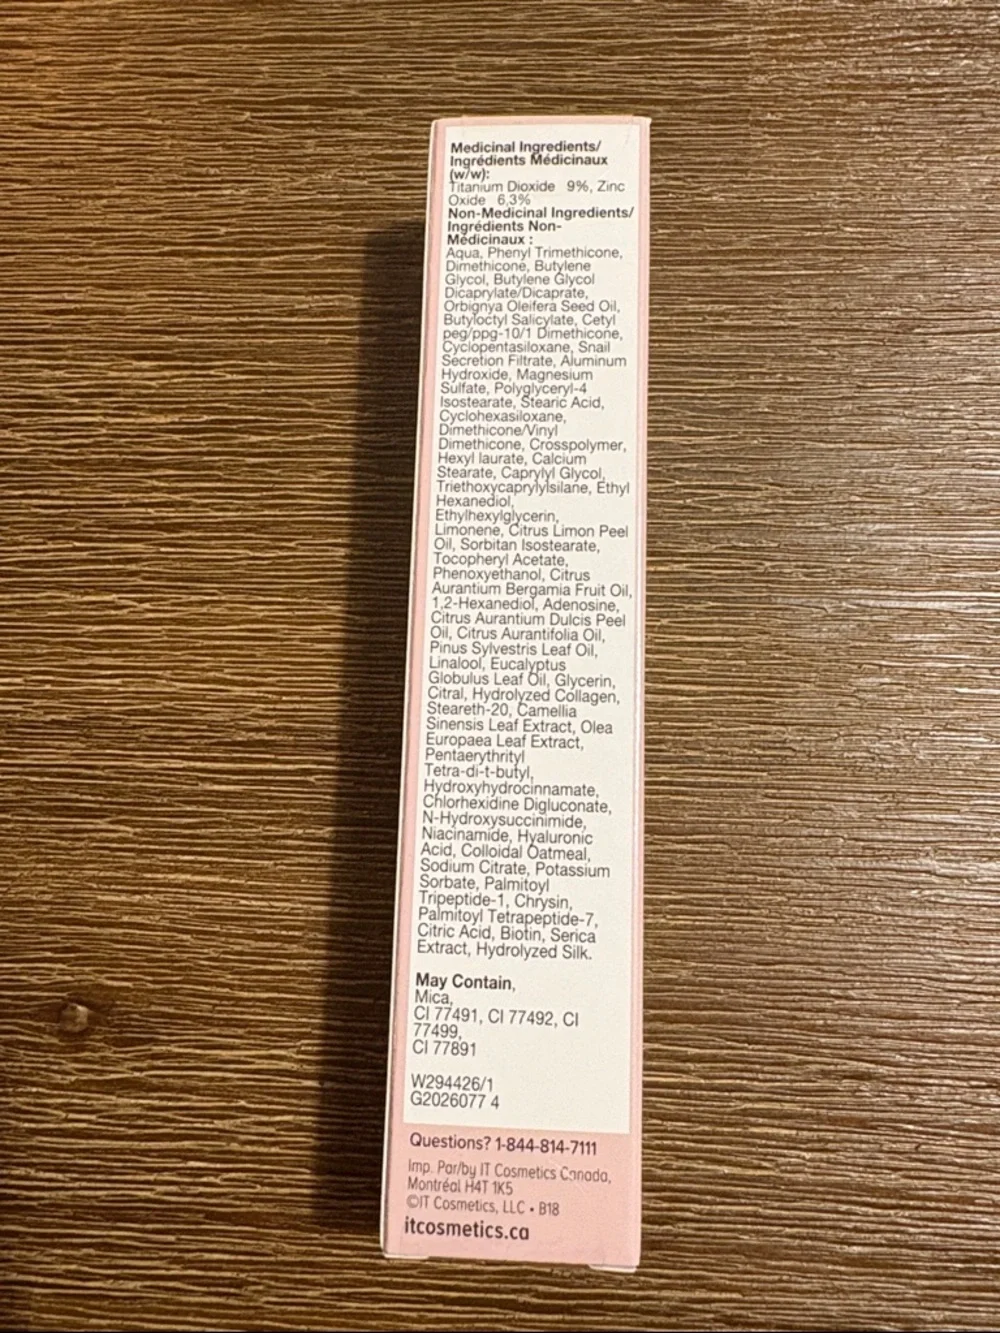 Medicinal Ingredients/
Ingrédients Médicinaux
(w/w):
Titanium Dioxide 9%, Zinc
Oxide 6,3%
Non-Medicinal Ingredients/
Ingrédients Non-
Médicinaux :
Aqua, Phenyl Trimethicone,
Dimethicone, Butylene
Glycol, Butylene Glycol
Dicaprylate/Dicaprate,
Orbignya Oleifera Seed Oil,
Butyloctyl Salicylate, Cetyl
peg/ppg-10/1 Dimethicone,
Cyclopentasiloxane, Snail
Secretion Filtrate, Aluminum
Hydroxide, Magnesium
Sulfate, Polyglyceryl-4
Isostearate, Stearic Acid,
Cyclohexasiloxane,
Dimethicone/Vinyl
Dimethicone, Crosspolymer,
Hexyl laurate, Calcium
Stearate, Caprylyl Glycol,
Triethoxycaprylylsilane, Ethyl
Hexanediol,
Ethylhexylglycerin,
Limonene, Citrus Limon Peel
Oil, Sorbitan Isostearate,
Tocopheryl Acetate,
Phenoxyethanol, Citrus
Aurantium Bergamia Fruit Oil,
1,2-Hexanediol, Adenosine,
Citrus Aurantium Dulcis Peel
Oil, Citrus Aurantifolia Oil,
Pinus Sylvestris Leaf Oil,
Linalool, Eucalyptus
Globulus Leaf Oil, Glycerin,
Citral, Hydrolyzed Collagen,
Steareth-20, Camellia
Sinensis Leaf Extract, Olea
Europaea Leaf Extract,
Pentaerythrityl
Tetra-di-t-butyl,
Hydroxyhydrocinnamate,
Chlorhexidine Digluconate,
N-Hydroxysuccinimide,
Niacinamide, Hyaluronic
Acid, Colloidal Oatmeal,
Sodium Citrate, Potassium
Sorbate, Palmitoyl
Tripeptide-1, Chrysin,
Palmitoyl Tetrapeptide-7,
Citric Acid, Biotin, Serica
Extract, Hydrolyzed Silk.
May Contain,
Mica,
CI 77491, CI 77492, CI
77499,
CI 77891
W294426/1
G2026077 4
Questions? 1-844-814-7111
Imp. Par/by IT Cosmetics Canada,
Montréal H4T 1K5
©IT Cosmetics, LLC • B18
itcosmetics.ca